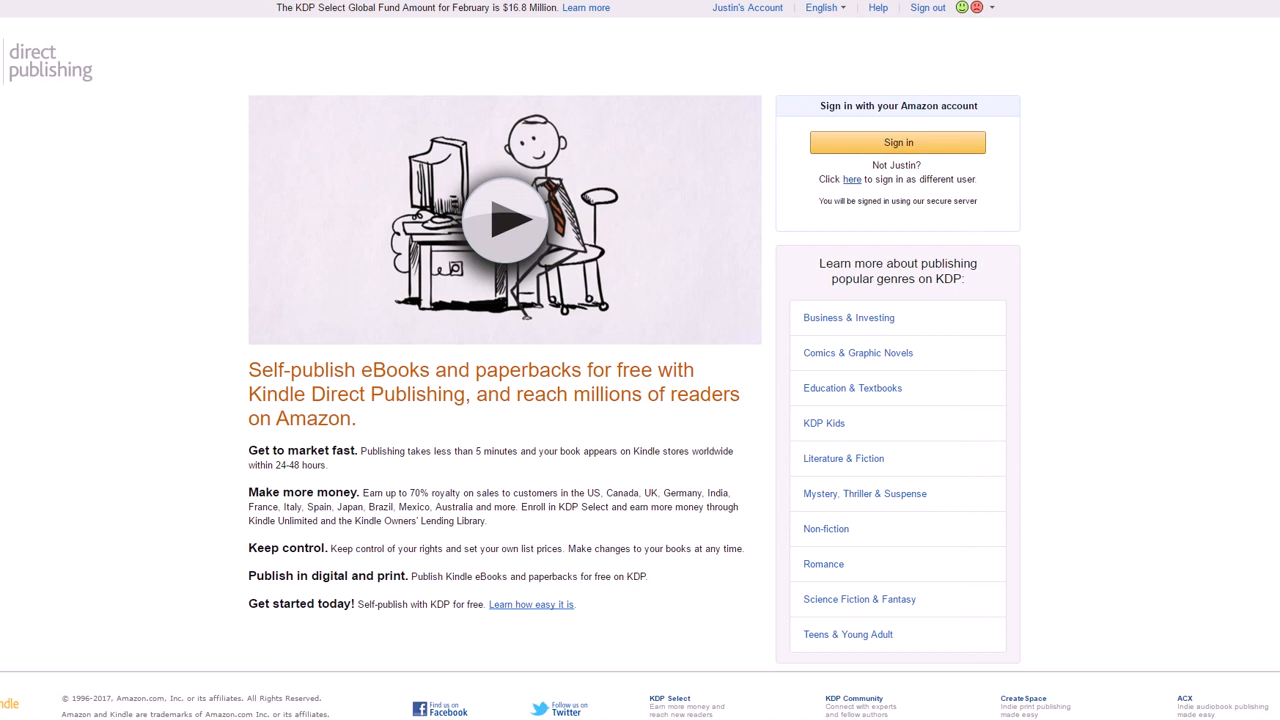 The KDP Select Global Fund Amount for February is $16.8 Million. Learn more
Justin's Account | English | Help | Sign out
direct
publishing
Sign in with your Amazon account
Sign in
Not Justin?
Click here to sign in as different user.
You will be signed in using our secure server
Self-publish eBooks and paperbacks for free with
Kindle Direct Publishing, and reach millions of readers
on Amazon.
Get to market fast. Publishing takes less than 5 minutes and your book appears on Kindle stores worldwide
within 24-48 hours.
Make more money. Earn up to 70% royalty on sales to customers in the US, Canada, UK, Germany, India,
France, Italy, Spain, Japan, Brazil, Mexico, Australia and more. Enroll in KDP Select and earn more money through
Kindle Unlimited and the Kindle Owners' Lending Library.
Keep control. Keep control of your rights and set your own list prices. Make changes to your books at any time.
Publish in digital and print. Publish Kindle eBooks and paperbacks for free on KDP.
Get started today! Self-publish with KDP for free. Learn how easy it is.
Learn more about publishing
popular genres on KDP:
Business & Investing
Comics & Graphic Novels
Education & Textbooks
KDP Kids
Literature & Fiction
Mystery, Thriller & Suspense
Non-fiction
Romance
Science Fiction & Fantasy
Teens & Young Adult
ndle
© 1996-2017, Amazon.com, Inc. or its affiliates. All Rights Reserved.
Amazon and Kindle are trademarks of Amazon.com Inc. or its affiliates.
Find us on
Facebook
Follow us on
Twitter
KDP Select
Earn more money and
reach new readers
KDP Community
Connect with experts
and fellow authors
CreateSpace
Indie print publishing
made easy
ACX
Indie audiobook publishing
made easy